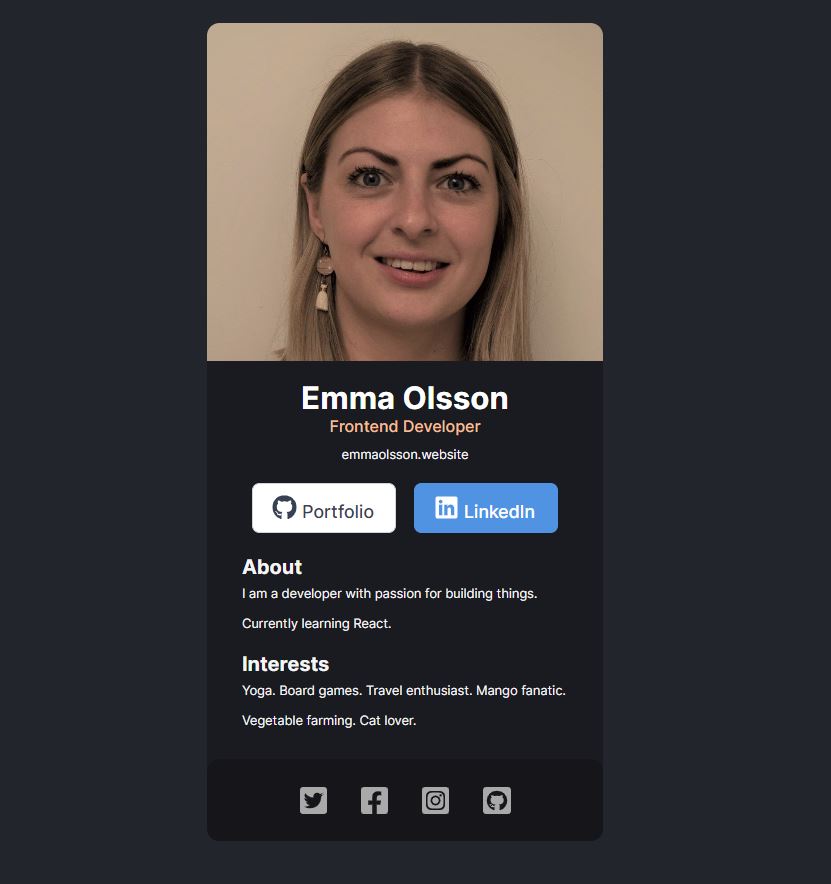 Emma Olsson
Frontend Developer
emmaolsson.website
Portfolio
LinkedIn
About
I am a developer with passion for building things.
Currently learning React.
Interests
Yoga. Board games. Travel enthusiast. Mango fanatic.
Vegetable farming. Cat lover.